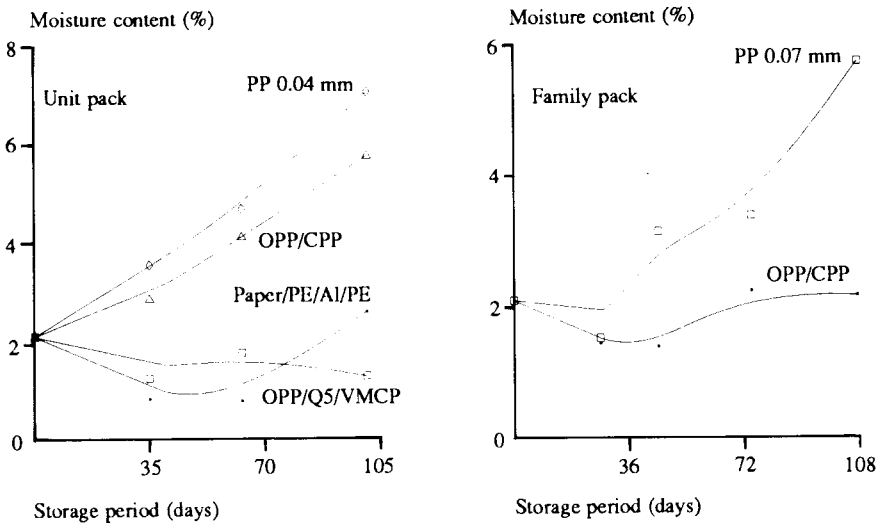 Moisture content (%)
8
6
4
2
0
Unit pack
PP 0.04 mm
OPP/CPP
Paper/PE/Al/PE
OPP/Q5/VMCP
35
70
105
Storage period (days)
Moisture content (%)
6
4
2
0
Family pack
PP 0.07 mm
OPP/CPP
36
72
108
Storage period (days)